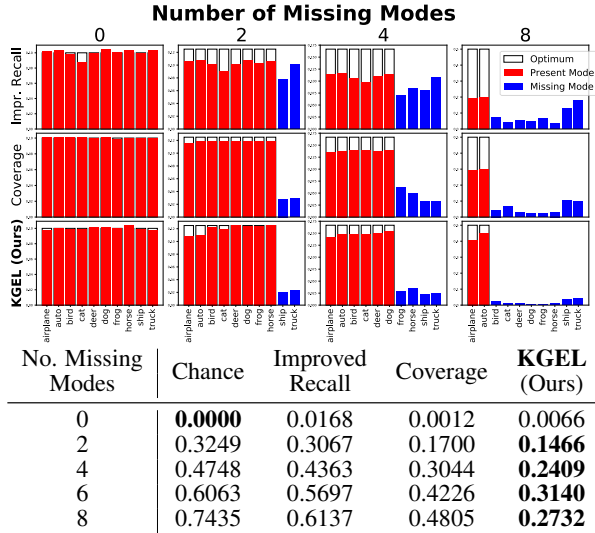 Number of Missing Modes
0 2 4 8
Impr. Recall
Optimum
Present Mode
Missing Mode
Coverage
KGEL (Ours)
airplane auto bird cat deer dog frog horse ship truck
airplane auto bird cat deer dog frog horse ship truck
airplane auto bird cat deer dog frog horse ship truck
airplane auto bird cat deer dog frog horse ship truck
No. Missing Modes Chance Improved Recall Coverage KGEL (Ours)
0 0.0000 0.0168 0.0012 0.0066
2 0.3249 0.3067 0.1700 0.1466
4 0.4748 0.4363 0.3044 0.2409
6 0.6063 0.5697 0.4226 0.3140
8 0.7435 0.6137 0.4805 0.2732